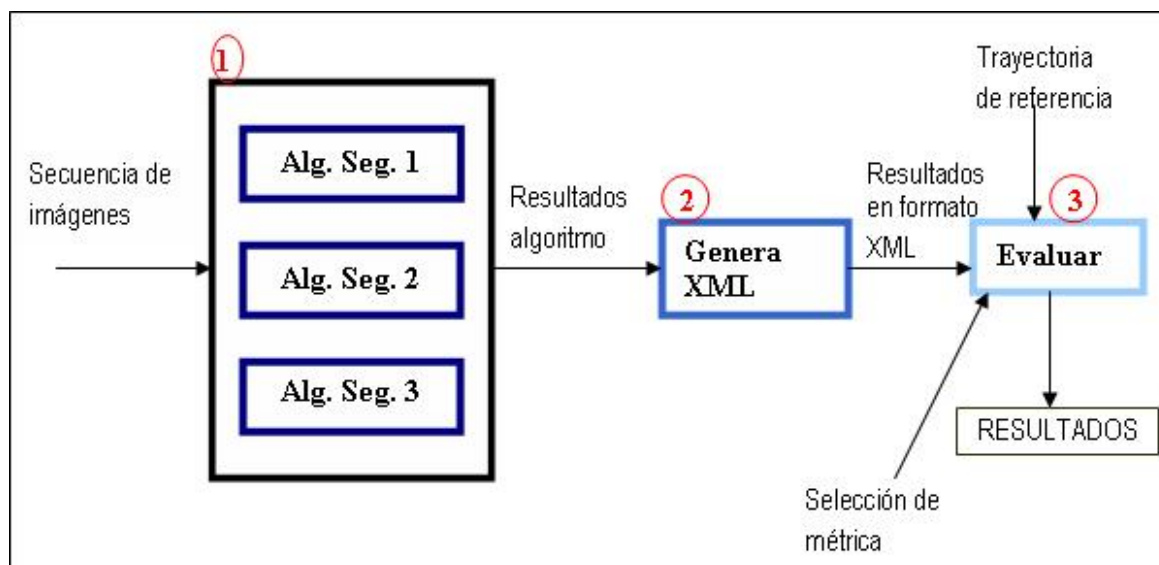 1
Alg. Seg. 1
Alg. Seg. 2
Alg. Seg. 3
Secuencia de
imágenes
Resultados
algoritmo
2
Genera
XML
Resultados
en formato
XML
Trayectoria
de referencia
3
Evaluar
RESULTADOS
Selección de
métrica